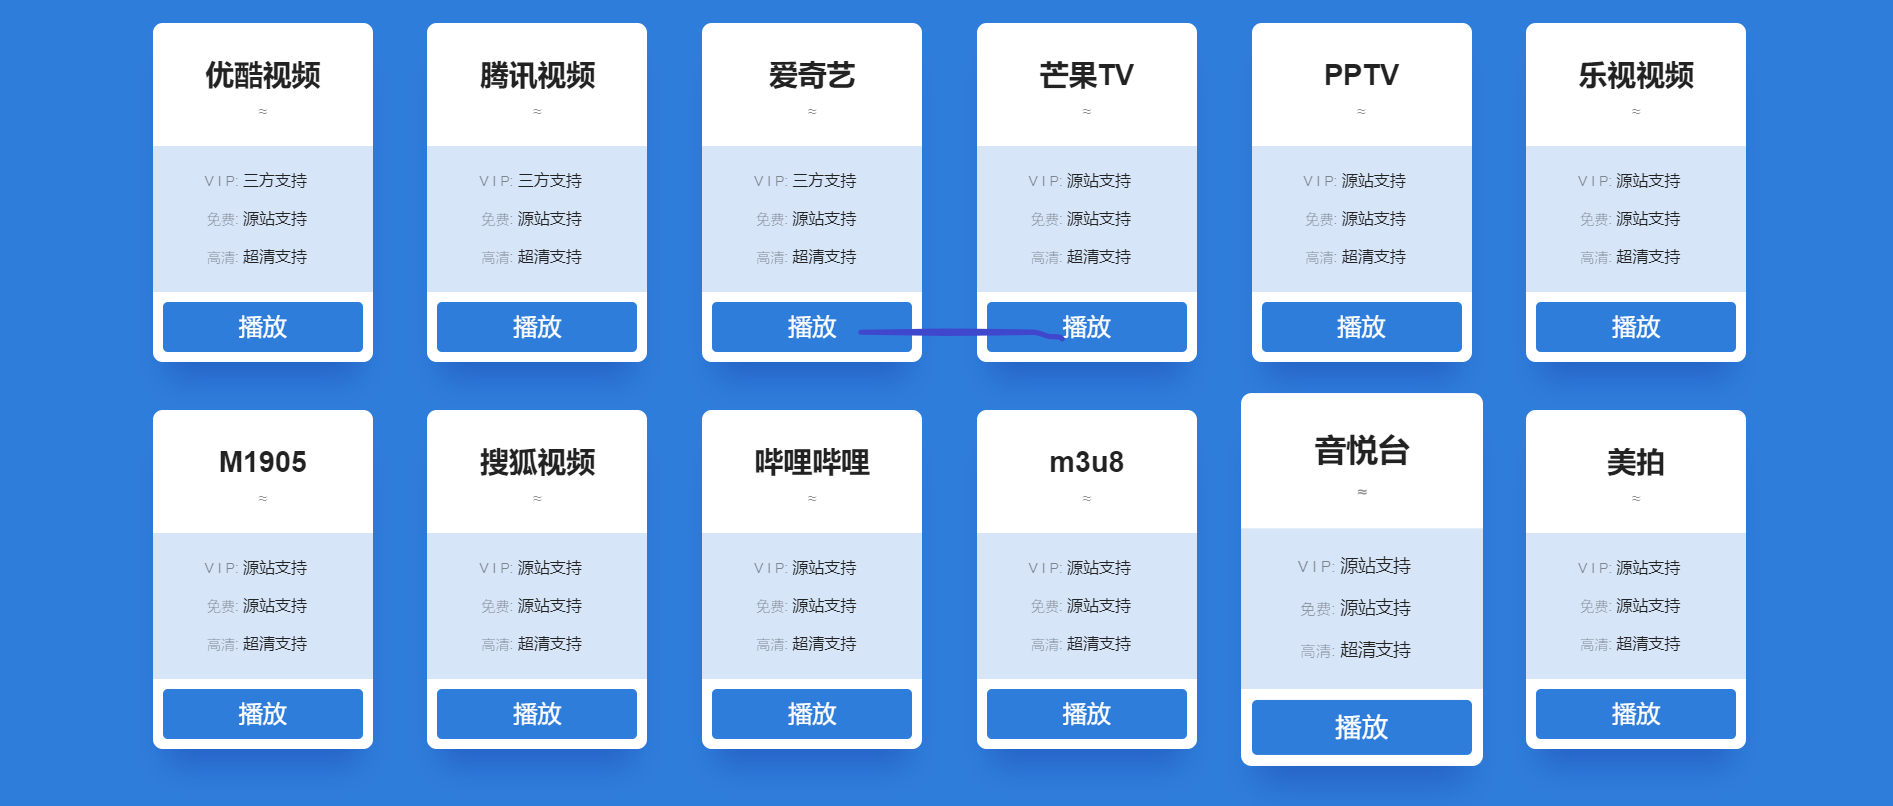 优酷视频
≈
VIP: 三方支持
免费: 源站支持
高清: 超清支持
播放
腾讯视频
≈
VIP: 三方支持
免费: 源站支持
高清: 超清支持
播放
爱奇艺
≈
VIP: 三方支持
免费: 源站支持
高清: 超清支持
播放
芒果TV
≈
VIP: 源站支持
免费: 源站支持
高清: 超清支持
播放
PPTV
≈
VIP: 源站支持
免费: 源站支持
高清: 超清支持
播放
乐视视频
≈
VIP: 源站支持
免费: 源站支持
高清: 超清支持
播放
M1905
≈
VIP: 源站支持
免费: 源站支持
高清: 超清支持
播放
搜狐视频
≈
VIP: 源站支持
免费: 源站支持
高清: 超清支持
播放
哔哩哔哩
≈
VIP: 源站支持
免费: 源站支持
高清: 超清支持
播放
m3u8
≈
VIP: 源站支持
免费: 源站支持
高清: 超清支持
播放
音悦台
≈
VIP: 源站支持
免费: 源站支持
高清: 超清支持
播放
美拍
≈
VIP: 源站支持
免费: 源站支持
高清: 超清支持
播放